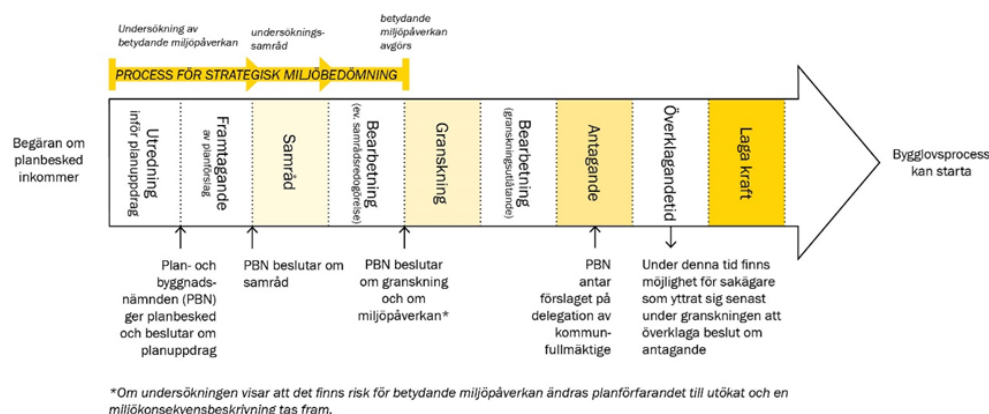 Undersökning av
betydande miljöpåverkan
undersöknings-
samråd
betydande
miljöpåverkan
avgörs
PROCESS FÖR STRATEGISK MILJÖBEDÖMNING
Begäran om
planbesked
inkommer
Utredning
inför planuppdrag)
Framtagande
av planförslag
Samråd
Bearbetning
(ev. samrådsredogörelse)
Granskning
Bearbetning
(granskningsutlåtande)
Antagande
Överklagandetid
Laga kraft
Bygglovsprocess
kan starta
Plan- och
byggnads-
nämnden (PBN)
ger planbesked
och beslutar om
planuppdrag
PBN beslutar om
samråd
PBN beslutar
om granskning
och om
miljöpåverkan*
PBN
antar
förslaget på
delegation av
kommun-
fullmäktige
Under denna tid finns
möjlighet för sakägare
som yttrat sig senast
under granskningen att
överklaga beslut om
antagande
*Om undersökningen visar att det finns risk för betydande miljöpåverkan ändras planförfarandet till utökat och en
miljökonsekvensbeskrivning tas fram.